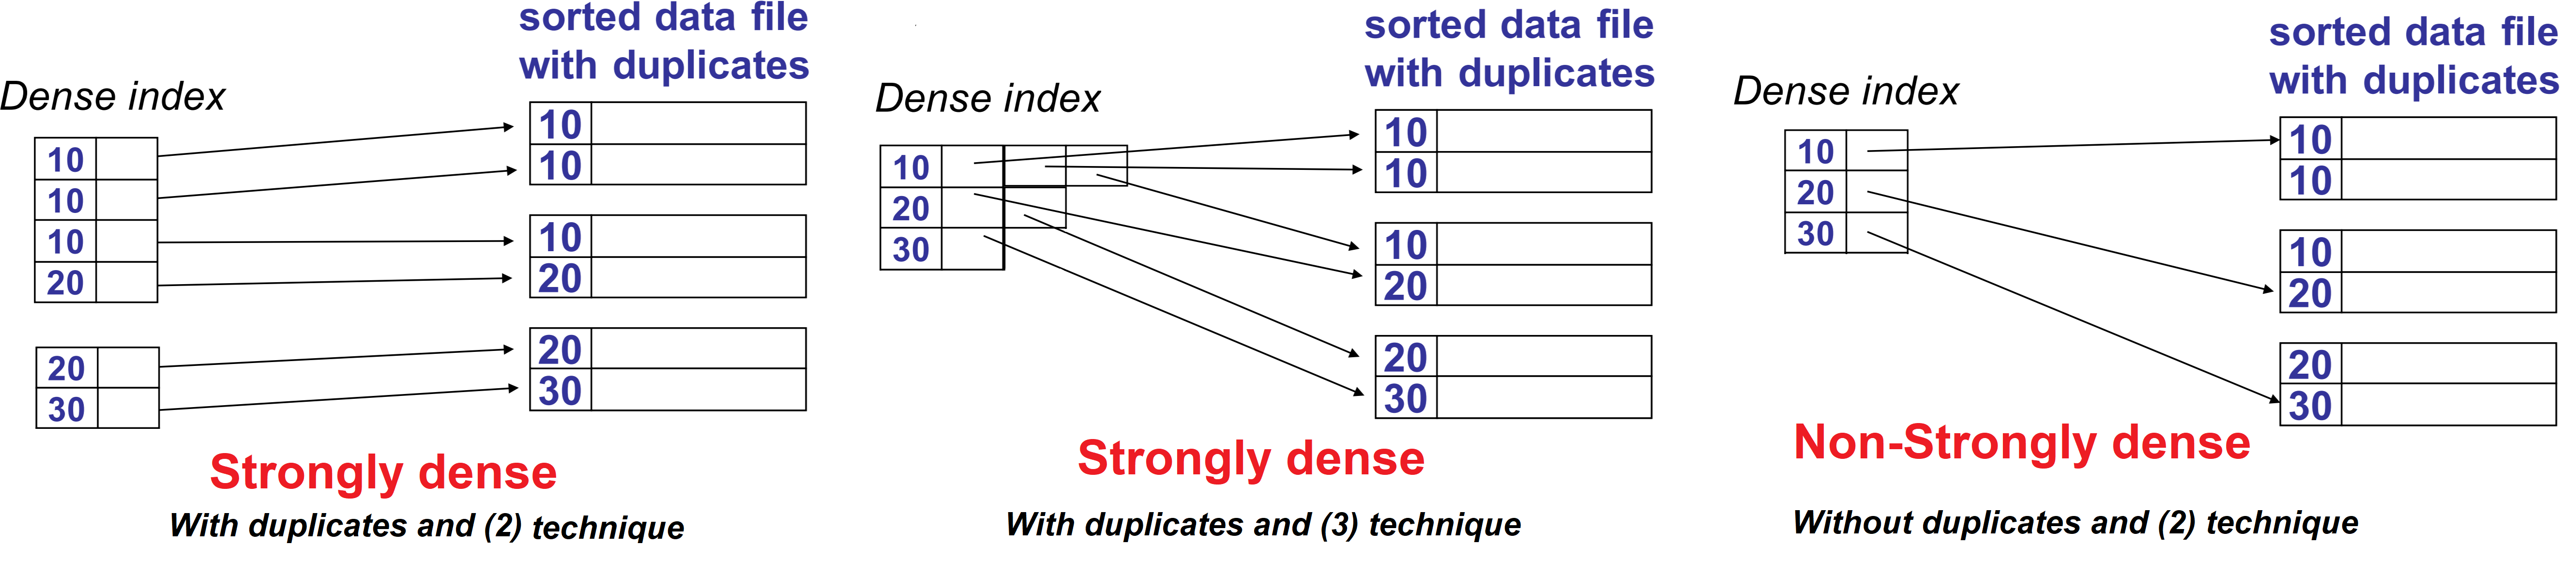 sorted data file
with duplicates
Dense index
10
10
10
20
20
30
10
10
10
20
20
30
Strongly dense
With duplicates and (2) technique
sorted data file
with duplicates
Dense index
10
20
30
10
10
10
20
20
30
Strongly dense
With duplicates and (3) technique
sorted data file
with duplicates
Dense index
10
20
30
10
10
10
20
20
30
Non-Strongly dense
Without duplicates and (2) technique